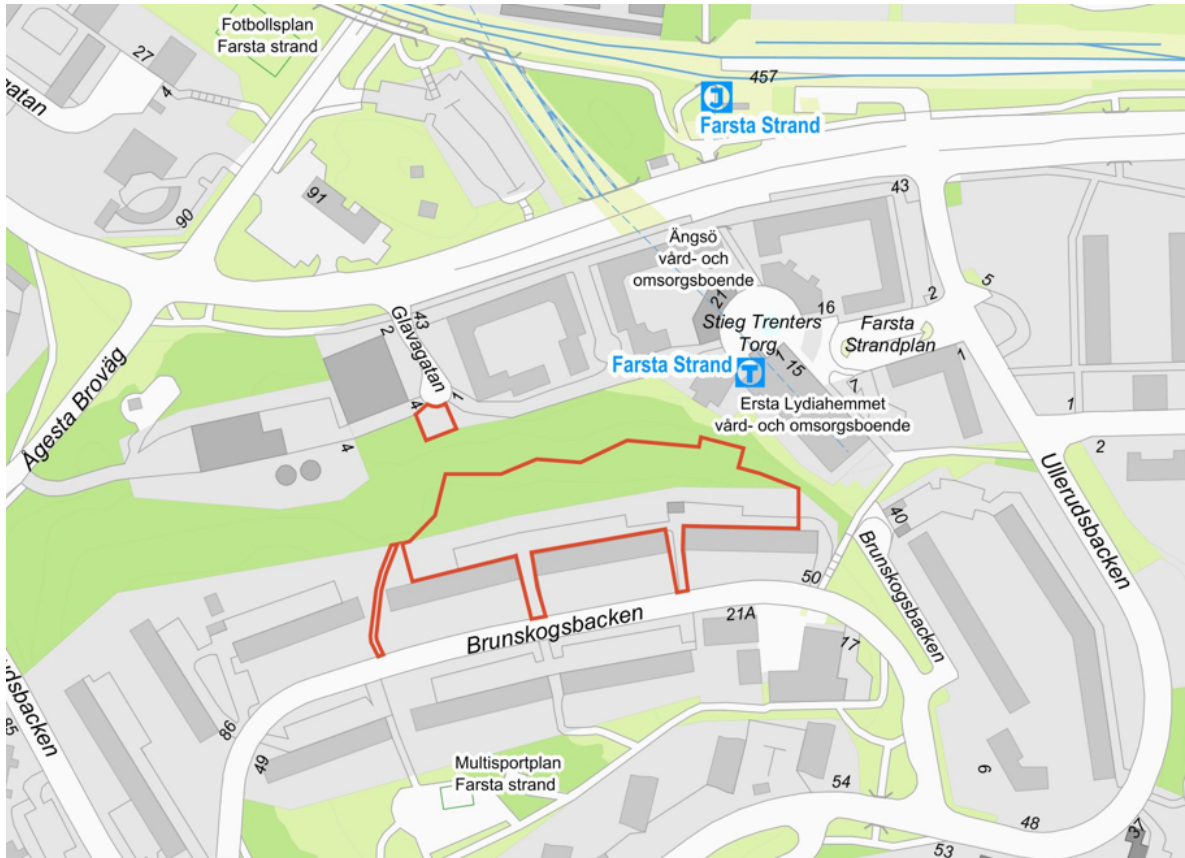 Fotbollsplan
Farsta strand
27
4
457
J
Farsta Strand
gatan
91
90
43
Ängsö
vård- och
omsorgsboende
21
16
2
5
Stieg Trenters
Torg
Farsta
Strandplan
Glavagatan
43
2
1
4
Farsta Strand
T
1
15
7
1
1
2
Ersta Lydiahemmet
vård- och omsorgsboende
Ågesta Broväg
4
Ullerudsbacken
40
Brunskogsbacken
50
Brunskogsbacken
21A
17
udsbacken
85
86
49
Multisportplan
Farsta strand
54
6
48
37
53